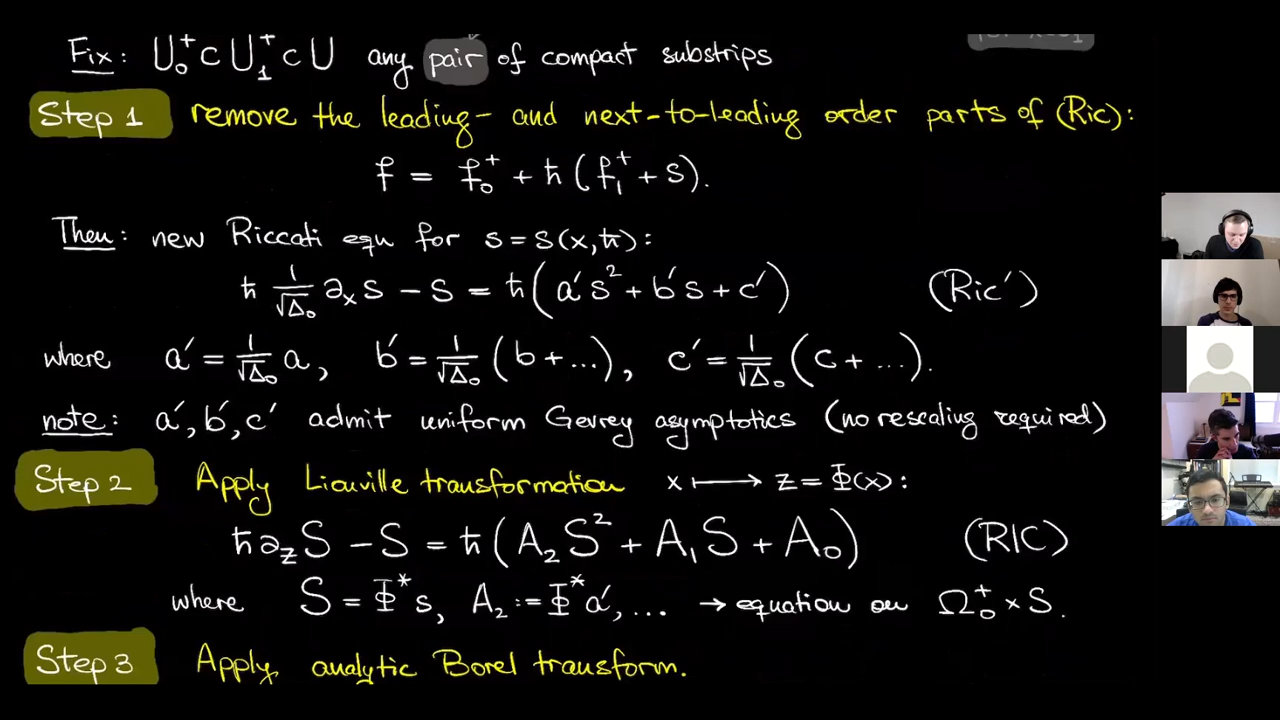 Fix: U₀⁺ ⊂ U₁⁺ ⊂ U any pair of compact substrips
Step 1 remove the leading- and next-to-leading order parts of (Ric):
f = f₀⁺ + ħ(f₁⁺ + s).
Then: new Riccati equ for s = s(x,ħ):
ħ 1/√Δ₀ ∂ₓs − s = ħ(a′s² + b′s + c′) (Ric′)
where a′ = 1/√Δ₀ a, b′ = 1/√Δ₀ (b + ...), c′ = 1/√Δ₀ (c + ...).
note: a′, b′, c′ admit uniform Gevrey asymptotics (no rescaling required)
Step 2 Apply Liouville transformation x ⟼ z = Φ(x):
ħ∂_z S − S = ħ(A₂S² + A₁S + A₀) (RIC)
where S = Φ*s, A₂ := Φ*a′, ... → equation on Ω₀⁺ × S.
Step 3 Apply analytic Borel transform.